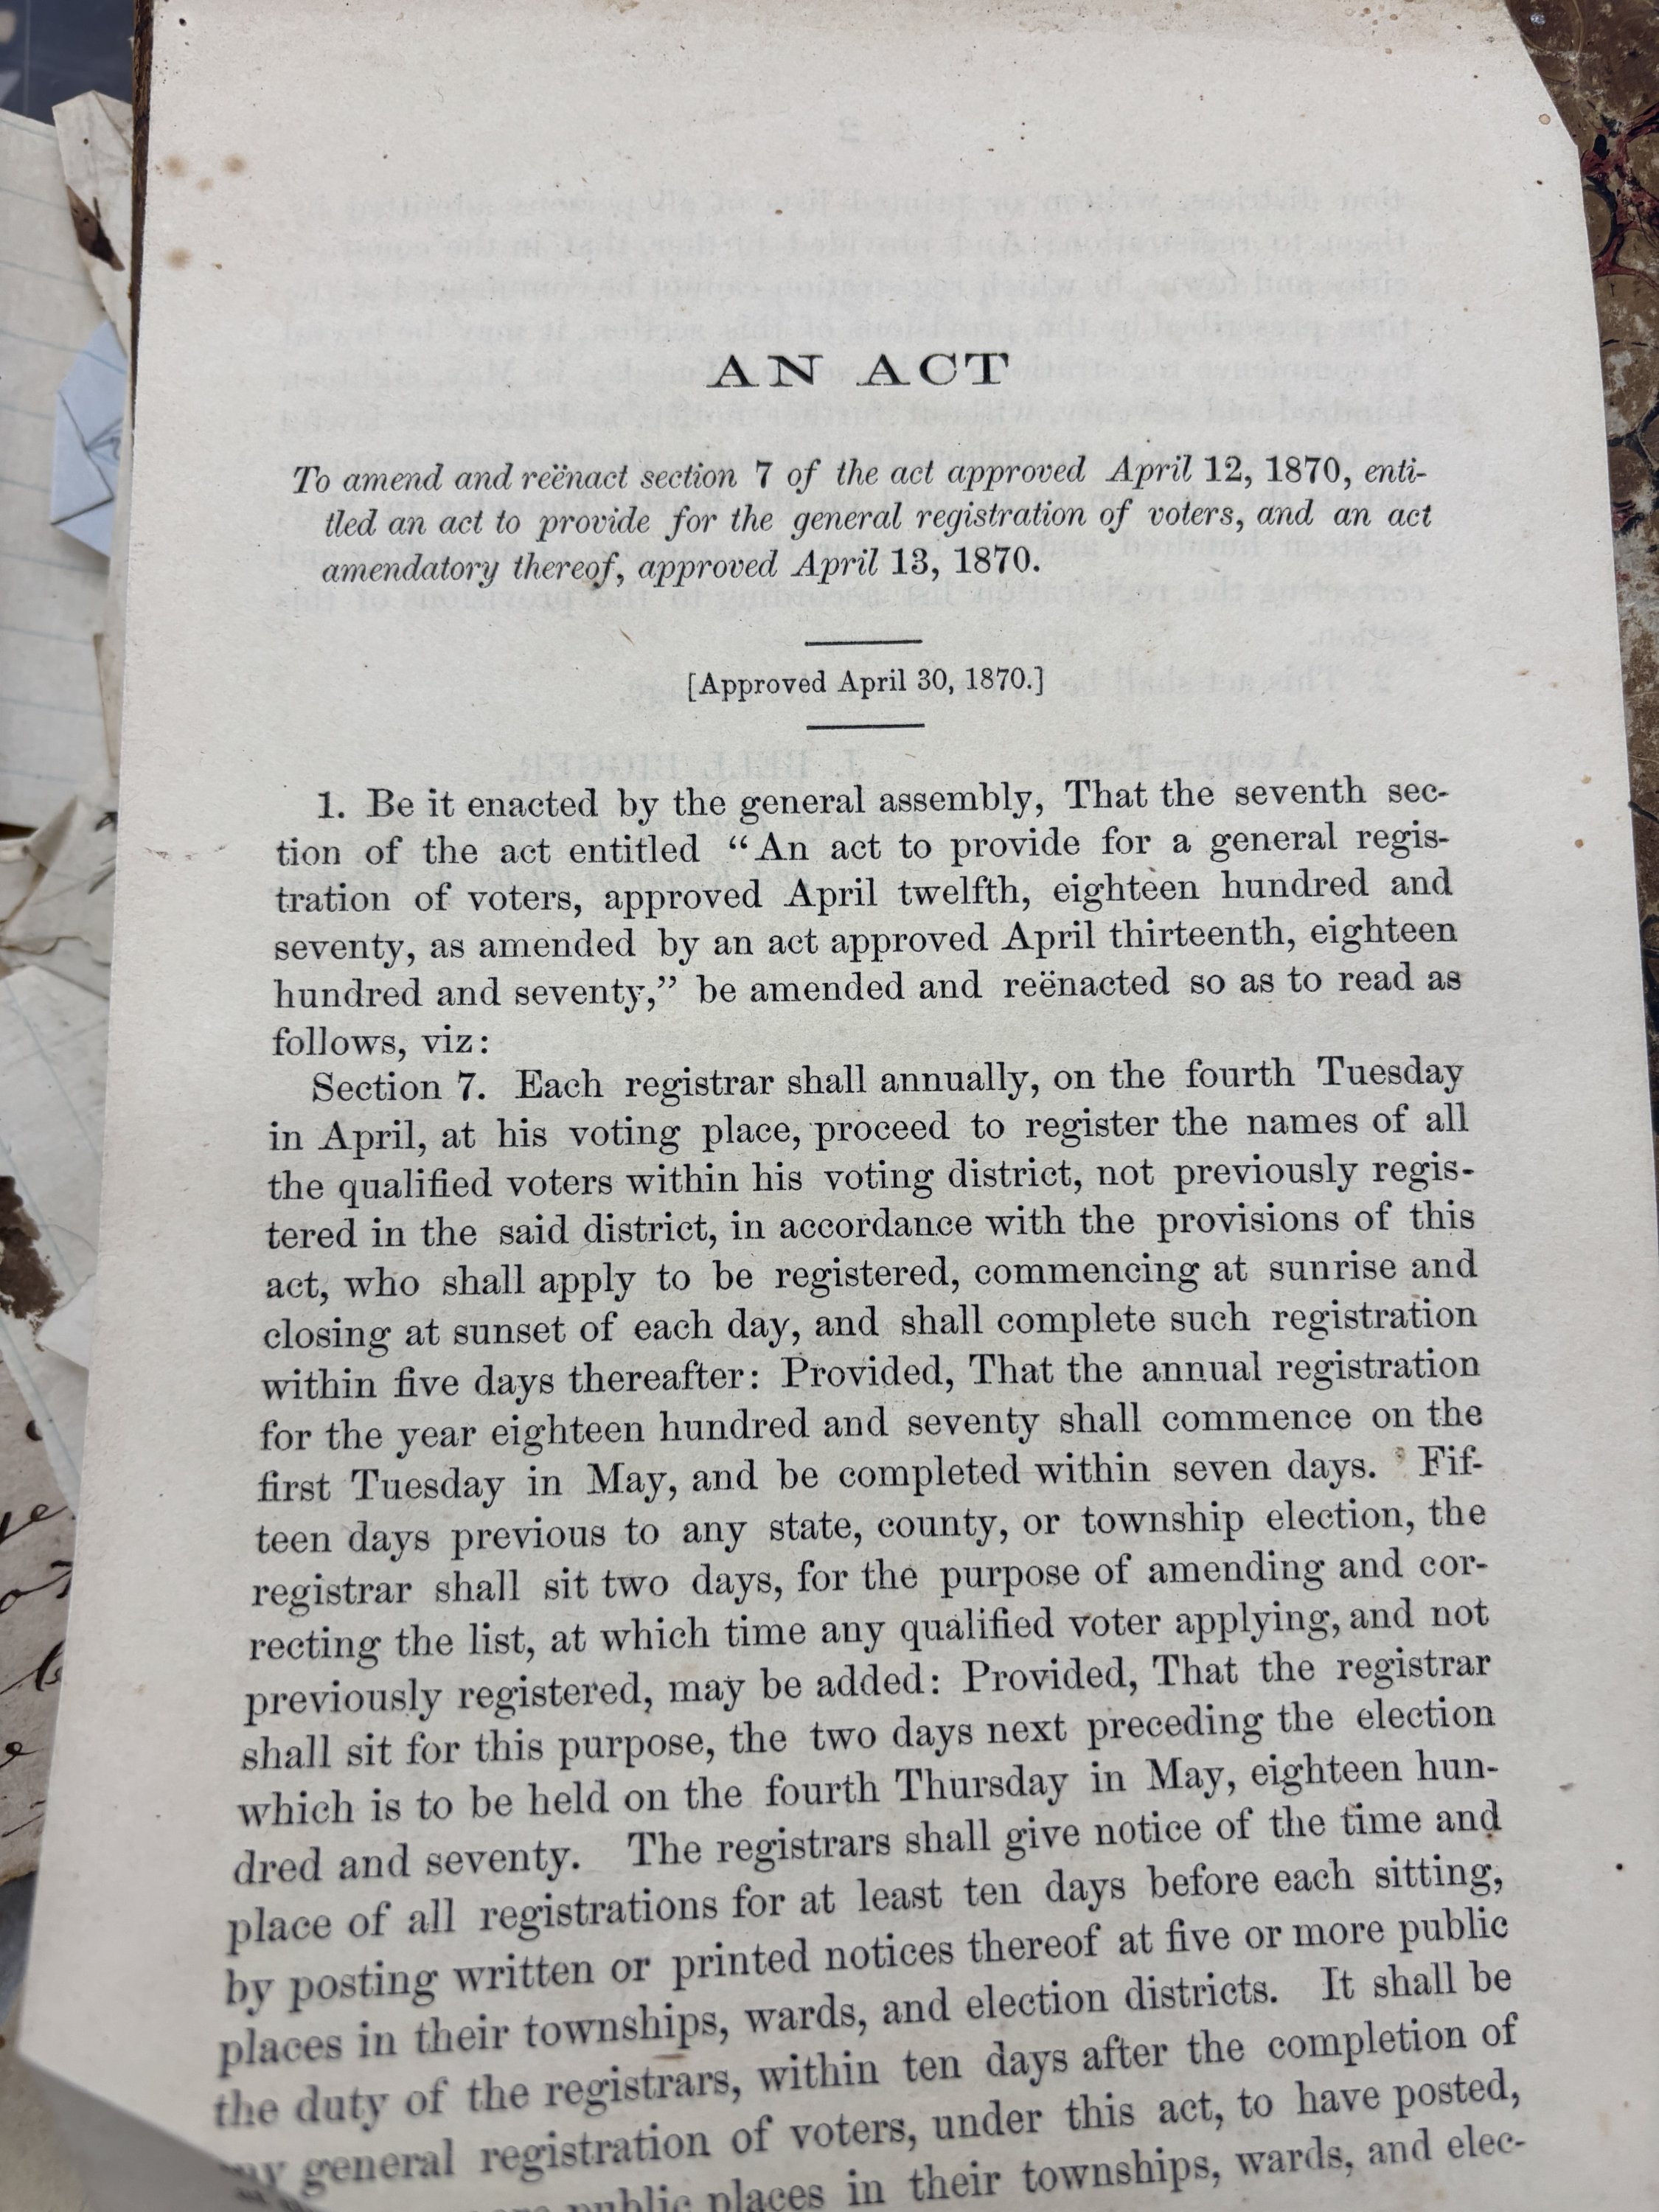 AN ACT
To amend and reënact section 7 of the act approved April 12, 1870, enti-
tled an act to provide for the general registration of voters, and an act
amendatory thereof, approved April 13, 1870.
[Approved April 30, 1870.]
1. Be it enacted by the general assembly, That the seventh sec-
tion of the act entitled “An act to provide for a general regis-
tration of voters, approved April twelfth, eighteen hundred and
seventy, as amended by an act approved April thirteenth, eighteen
hundred and seventy,” be amended and reënacted so as to read as
follows, viz:
Section 7. Each registrar shall annually, on the fourth Tuesday
in April, at his voting place, proceed to register the names of all
the qualified voters within his voting district, not previously regis-
tered in the said district, in accordance with the provisions of this
act, who shall apply to be registered, commencing at sunrise and
closing at sunset of each day, and shall complete such registration
within five days thereafter: Provided, That the annual registration
for the year eighteen hundred and seventy shall commence on the
first Tuesday in May, and be completed within seven days. Fif-
teen days previous to any state, county, or township election, the
registrar shall sit two days, for the purpose of amending and cor-
recting the list, at which time any qualified voter applying, and not
previously registered, may be added: Provided, That the registrar
shall sit for this purpose, the two days next preceding the election
which is to be held on the fourth Thursday in May, eighteen hun-
dred and seventy. The registrars shall give notice of the time and
place of all registrations for at least ten days before each sitting,
by posting written or printed notices thereof at five or more public
places in their townships, wards, and election districts. It shall be
the duty of the registrars, within ten days after the completion of
general registration of voters, under this act, to have posted,
public places in their townships, wards, and elec-